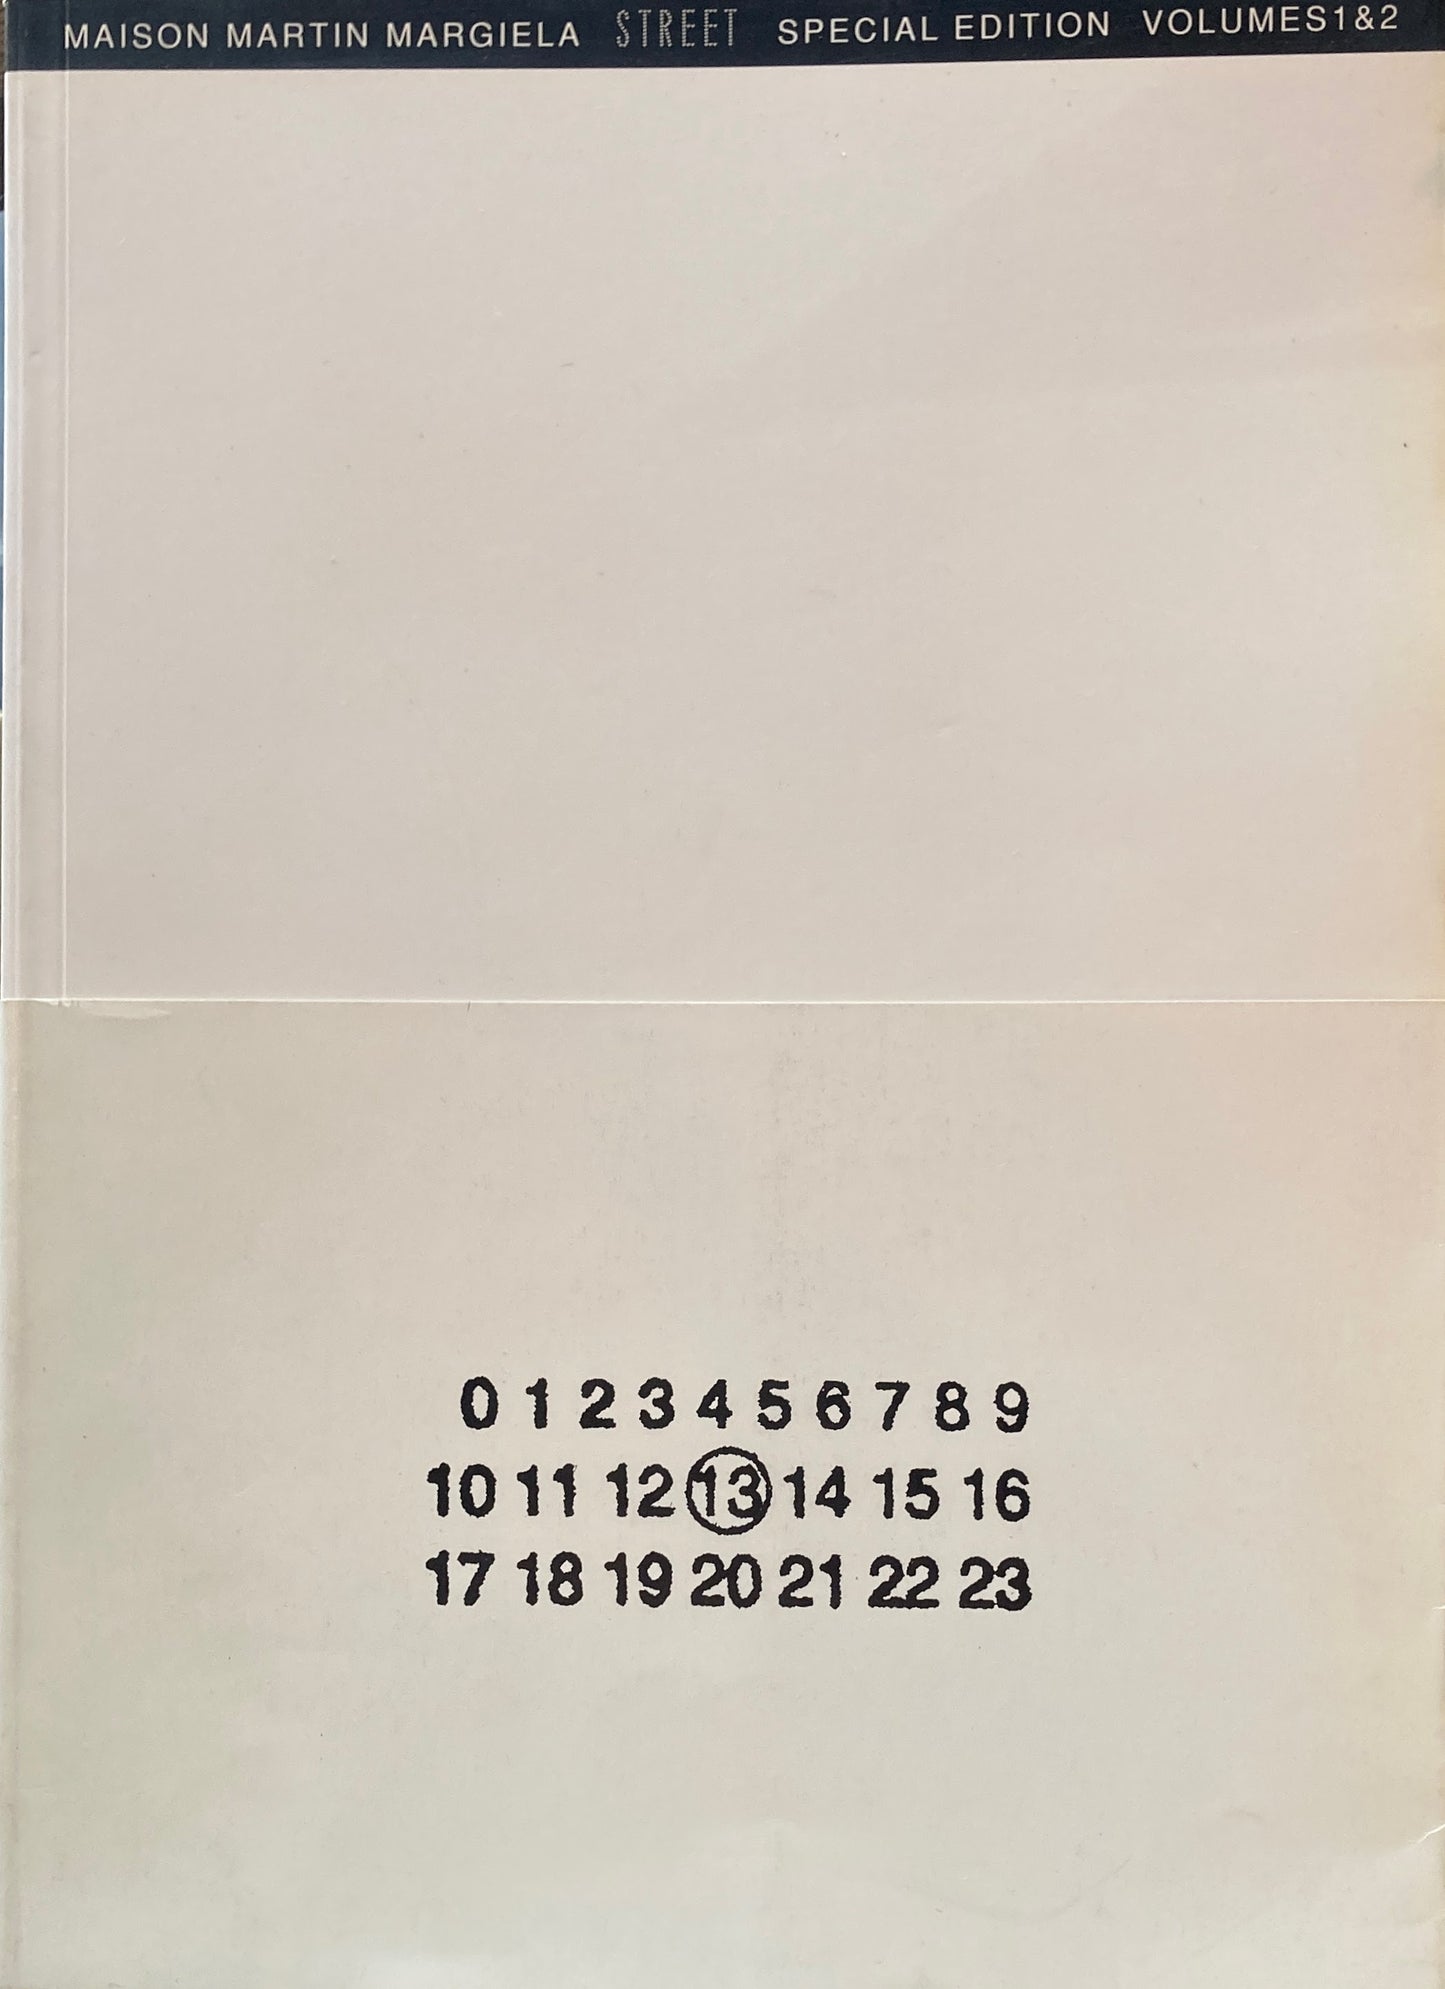 MAISON MARTIN MARGIELA STREET SPECIAL EDITION VOLUMES1&2
0 1 2 3 4 5 6 7 8 9
10 11 12 13 14 15 16
17 18 19 20 21 22 23